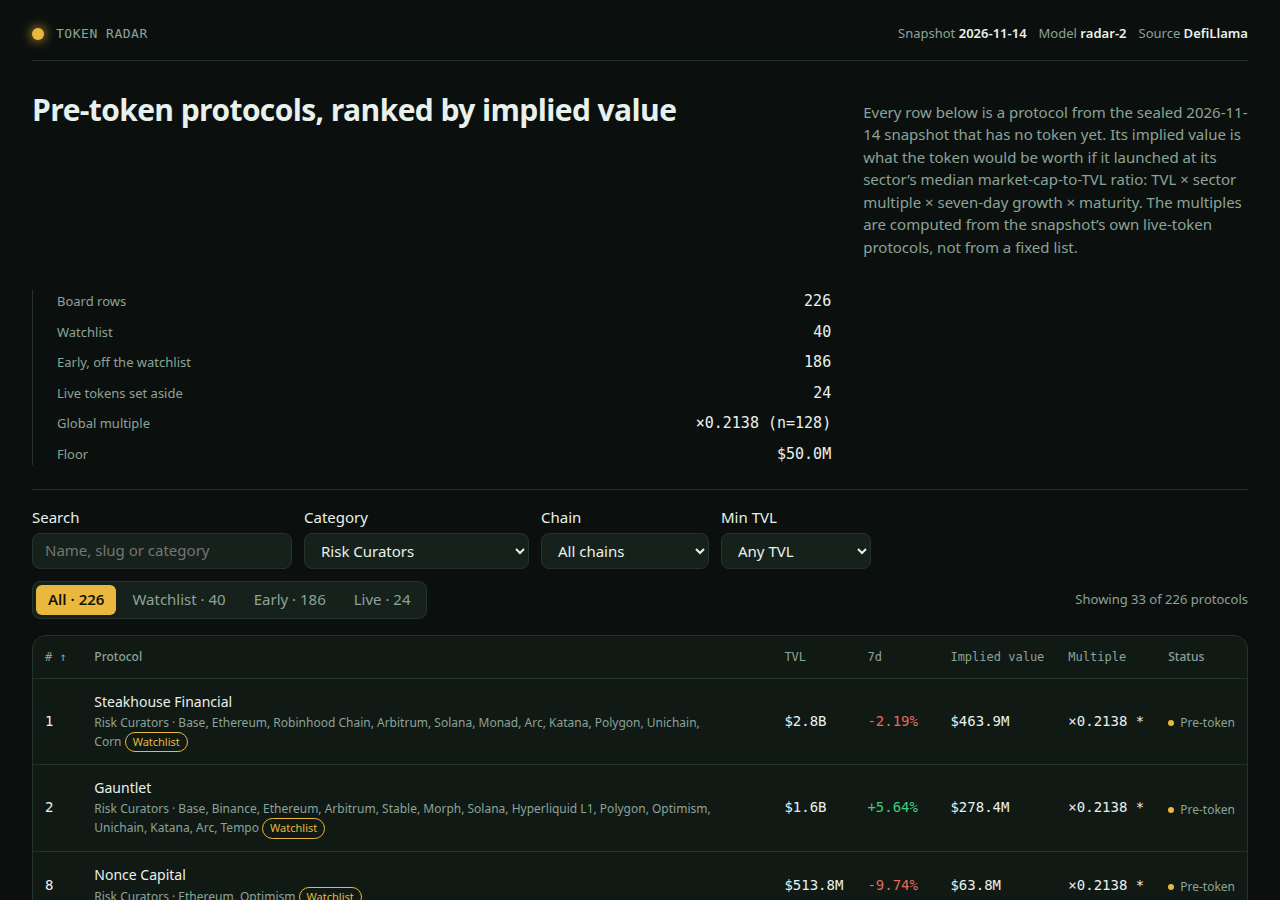 TOKEN RADAR
Snapshot 2026-11-14 Model radar-2 Source DefiLlama
Pre-token protocols, ranked by implied value
Every row below is a protocol from the sealed 2026-11-
14 snapshot that has no token yet. Its implied value is
what the token would be worth if it launched at its
sector’s median market-cap-to-TVL ratio: TVL × sector
multiple × seven-day growth × maturity. The multiples
are computed from the snapshot’s own live-token
protocols, not from a fixed list.
Board rows 226
Watchlist 40
Early, off the watchlist 186
Live tokens set aside 24
Global multiple ×0.2138 (n=128)
Floor $50.0M
Search Category Chain Min TVL
Name, slug or category Risk Curators All chains Any TVL
All · 226 Watchlist · 40 Early · 186 Live · 24 Showing 33 of 226 protocols
# ↑ Protocol TVL 7d Implied value Multiple Status
Steakhouse Financial
1 Risk Curators · Base, Ethereum, Robinhood Chain, Arbitrum, Solana, Monad, Arc, Katana, Polygon, Unichain, $2.8B -2.19% $463.9M ×0.2138 * Pre-token
Corn Watchlist
Gauntlet
2 Risk Curators · Base, Binance, Ethereum, Arbitrum, Stable, Morph, Solana, Hyperliquid L1, Polygon, Optimism, $1.6B +5.64% $278.4M ×0.2138 * Pre-token
Unichain, Katana, Arc, Tempo Watchlist
Nonce Capital
8 Risk Curators · Ethereum, Optimism Watchlist $513.8M -9.74% $63.8M ×0.2138 * Pre-token